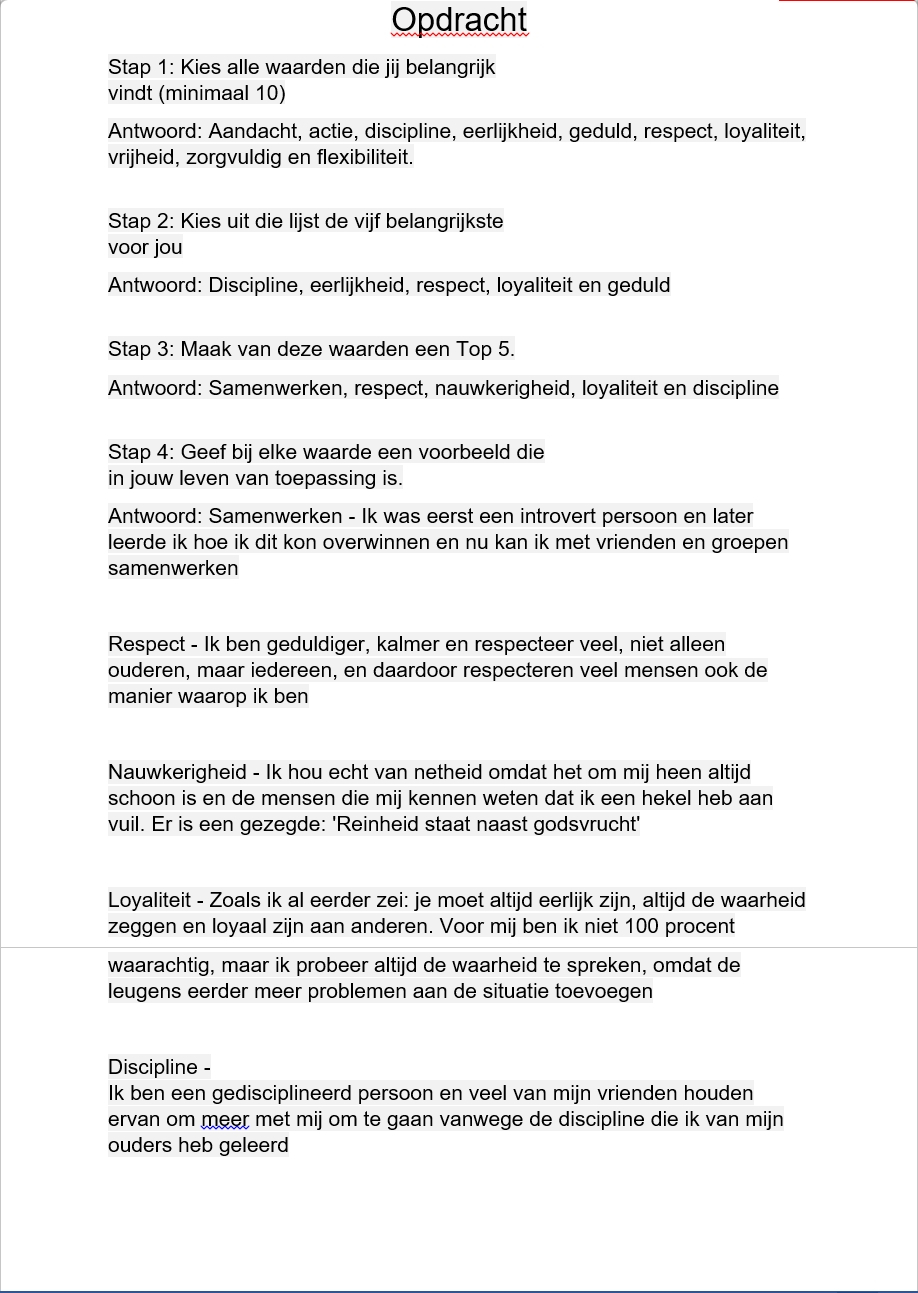 Opdracht
Stap 1: Kies alle waarden die jij belangrijk
vindt (minimaal 10)
Antwoord: Aandacht, actie, discipline, eerlijkheid, geduld, respect, loyaliteit,
vrijheid, zorgvuldig en flexibiliteit.
Stap 2: Kies uit die lijst de vijf belangrijkste
voor jou
Antwoord: Discipline, eerlijkheid, respect, loyaliteit en geduld
Stap 3: Maak van deze waarden een Top 5.
Antwoord: Samenwerken, respect, nauwkerigheid, loyaliteit en discipline
Stap 4: Geef bij elke waarde een voorbeeld die
in jouw leven van toepassing is.
Antwoord: Samenwerken - Ik was eerst een introvert persoon en later
leerde ik hoe ik dit kon overwinnen en nu kan ik met vrienden en groepen
samenwerken
Respect - Ik ben geduldiger, kalmer en respecteer veel, niet alleen
ouderen, maar iedereen, en daardoor respecteren veel mensen ook de
manier waarop ik ben
Nauwkerigheid - Ik hou echt van netheid omdat het om mij heen altijd
schoon is en de mensen die mij kennen weten dat ik een hekel heb aan
vuil. Er is een gezegde: 'Reinheid staat naast godsvrucht'
Loyaliteit - Zoals ik al eerder zei: je moet altijd eerlijk zijn, altijd de waarheid
zeggen en loyaal zijn aan anderen. Voor mij ben ik niet 100 procent
waarachtig, maar ik probeer altijd de waarheid te spreken, omdat de
leugens eerder meer problemen aan de situatie toevoegen
Discipline -
Ik ben een gedisciplineerd persoon en veel van mijn vrienden houden
ervan om meer met mij om te gaan vanwege de discipline die ik van mijn
ouders heb geleerd